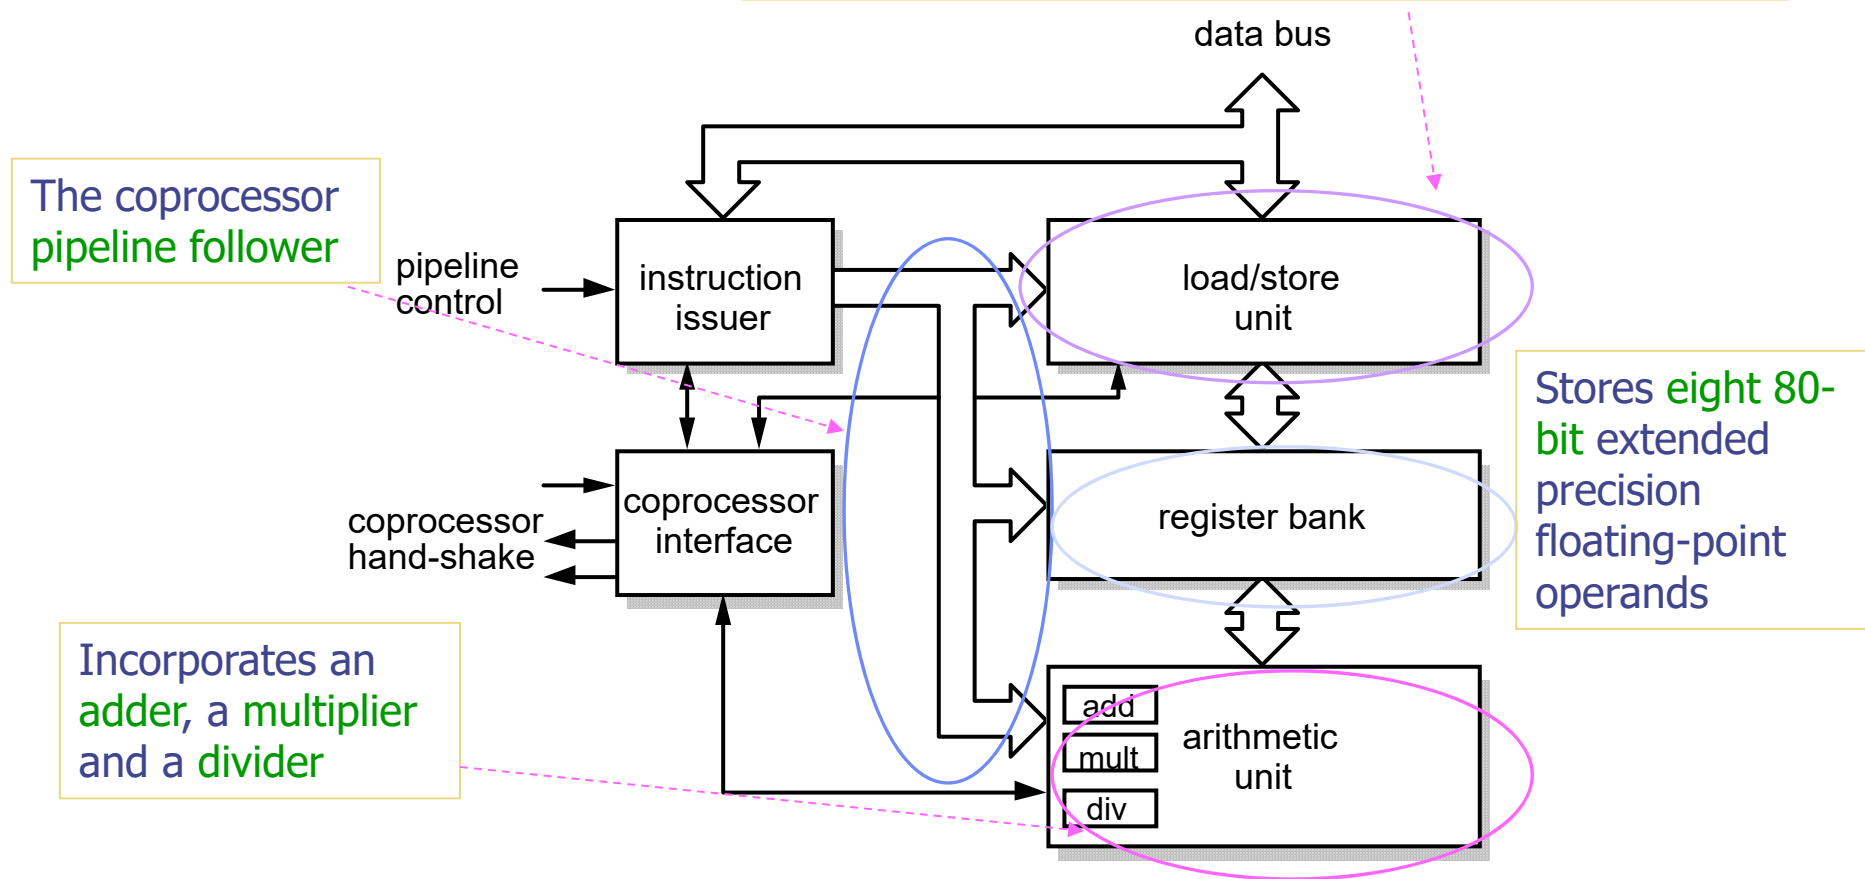 data bus
The coprocessor
pipeline follower
pipeline
control
instruction
issuer
load/store
unit
Stores eight 80-
bit extended
precision
floating-point
operands
coprocessor
hand-shake
coprocessor
interface
register bank
Incorporates an
adder, a multiplier
and a divider
add
mult
div
arithmetic
unit